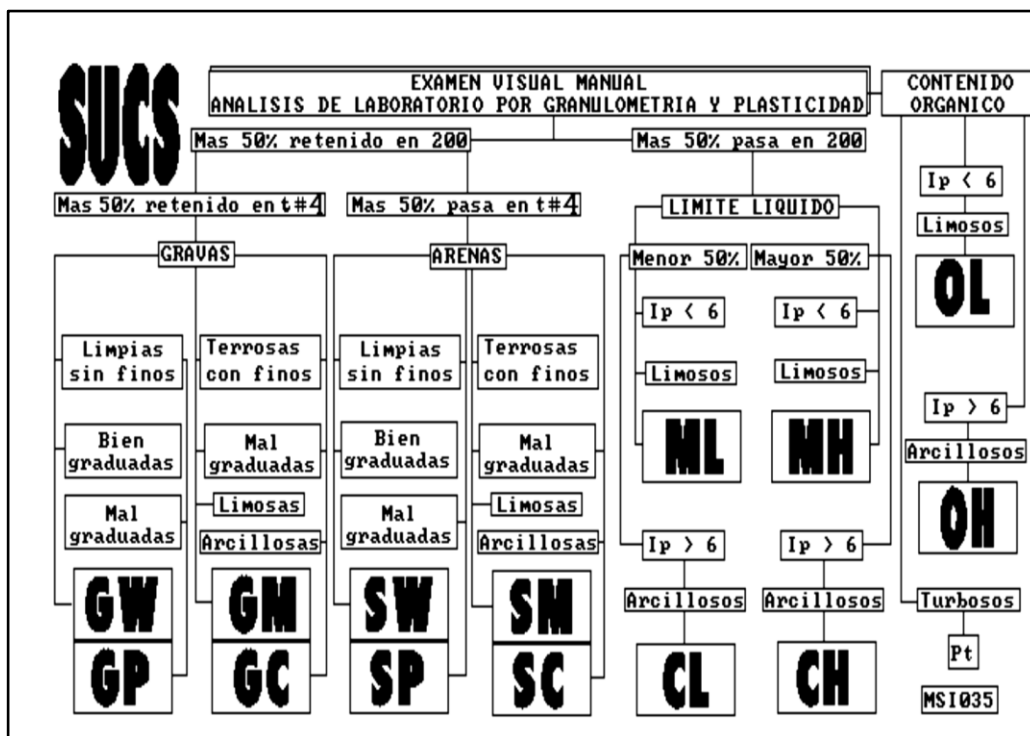 SUCS
EXAMEN VISUAL MANUAL
ANALISIS DE LABORATORIO POR GRANULOMETRIA Y PLASTICIDAD
CONTENIDO
ORGANICO
Mas 50% retenido en 200
Mas 50% pasa en 200
Mas 50% retenido en t#4
Mas 50% pasa en t#4
LIMITE LIQUIDO
Ip < 6
Limosos
OL
GRAVAS
ARENAS
Menor 50%
Mayor 50%
Ip < 6
Ip < 6
Limpias
sin finos
Terrosas
con finos
Limpias
sin finos
Terrosas
con finos
Limosos
Limosos
ML
MH
Ip > 6
Arcillosos
OH
Bien
graduadas
Mal
graduadas
Bien
graduadas
Mal
graduadas
Mal
graduadas
Limosas
Arcillosas
Mal
graduadas
Limosas
Arcillosas
Ip > 6
Ip > 6
Arcillosos
Arcillosos
Turbosos
GW
GM
SW
SM
GP
GC
SP
SC
CL
CH
Pt
MSI035